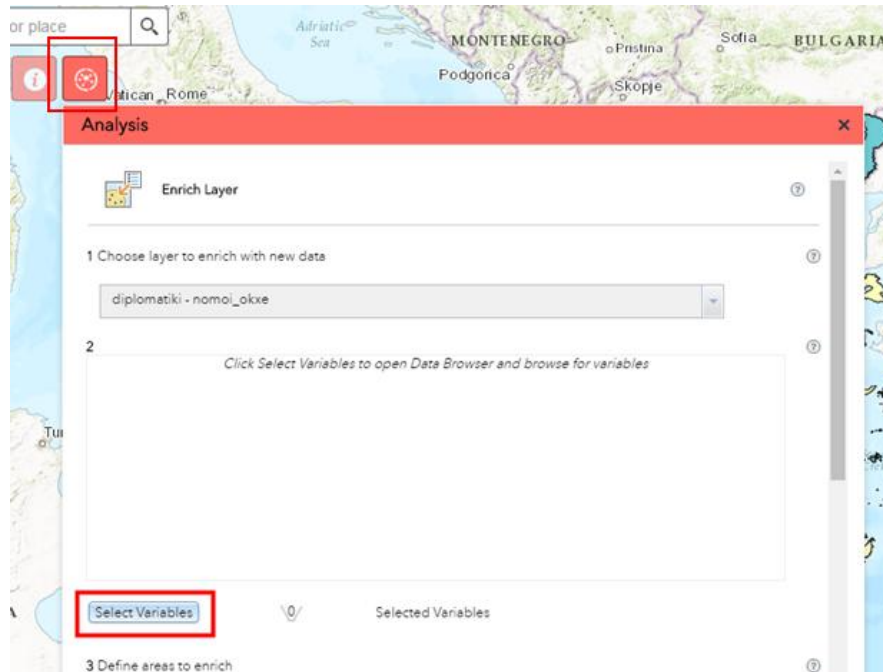 or place
Adriatic
Sea
MONTENEGRO
Pristina
Sofia
BULGARIA
Podgorica
Skopje
i
Vatican Rome
Analysis
×
Enrich Layer
?
1 Choose layer to enrich with new data
?
diplomatiki - nomoi_okxe
2
?
Click Select Variables to open Data Browser and browse for variables
Tu
Select Variables
\0/
Selected Variables
3 Define areas to enrich
?